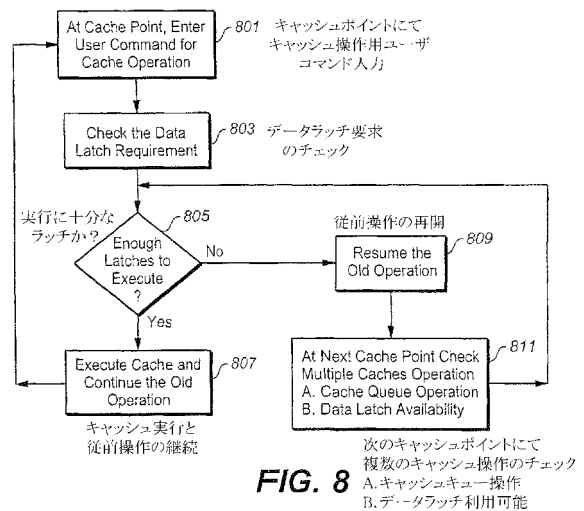 At Cache Point, Enter
User Command for
Cache Operation
801
キャッシュポイントにて
キャッシュ操作用ユーザ
コマンド入力
Check the Data
Latch Requirement
803
データラッチ要求
のチェック
実行に十分な
ラッチか？
805
Enough
Latches to
Execute
?
No
Yes
従前操作の再開
809
Resume the
Old Operation
Execute Cache and
Continue the Old
Operation
807
キャッシュ実行と
従前操作の継続
At Next Cache Point Check
Multiple Caches Operation
A. Cache Queue Operation
B. Data Latch Availability
811
次のキャッシュポイントにて
複数のキャッシュ操作のチェック
A.キャッシュキュー操作
B.データラッチ利用可能
FIG. 8